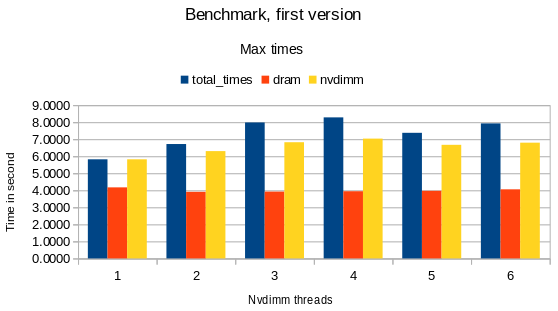 Benchmark, first version
Max times
total_times dram nvdimm
9.0000
8.0000
7.0000
6.0000
5.0000
4.0000
3.0000
2.0000
1.0000
0.0000
Time in second
1 2 3 4 5 6
Nvdimm threads